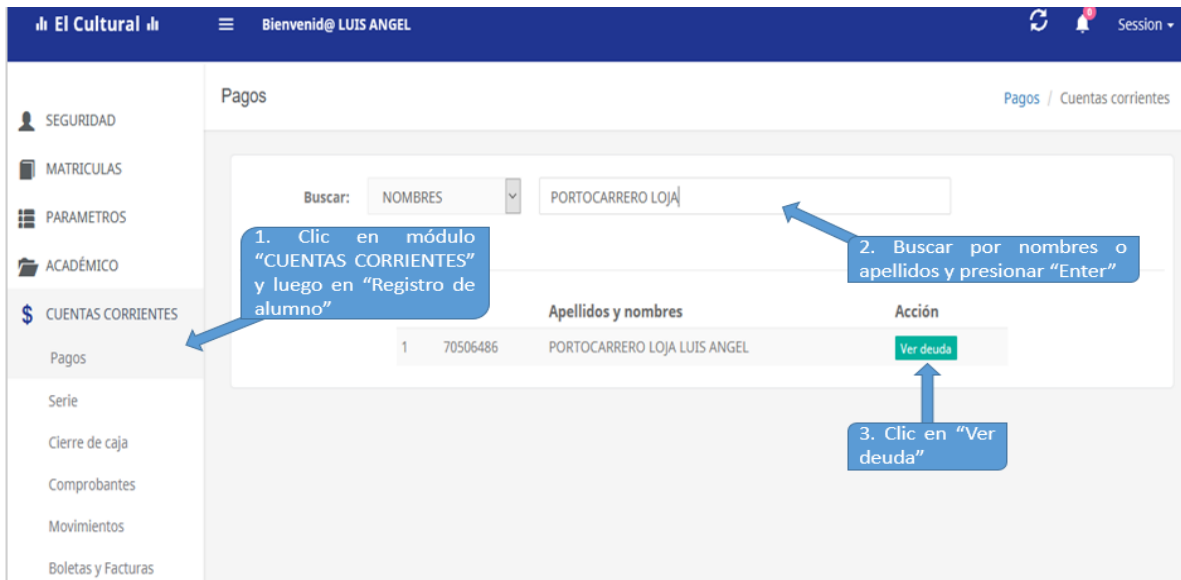 El Cultural
Bienvenid@ LUIS ANGEL
0
Session
Pagos
Pagos / Cuentas corrientes
SEGURIDAD
MATRICULAS
PARAMETROS
ACADÉMICO
CUENTAS CORRIENTES
Pagos
Serie
Cierre de caja
Comprobantes
Movimientos
Boletas y Facturas
Buscar: NOMBRES PORTOCARRERO LOJA
1. Clic en módulo
“CUENTAS CORRIENTES”
y luego en “Registro de
alumno”
2. Buscar por nombres o
apellidos y presionar “Enter”
Apellidos y nombres Acción
1 70506486 PORTOCARRERO LOJA LUIS ANGEL Ver deuda
3. Clic en “Ver
deuda”